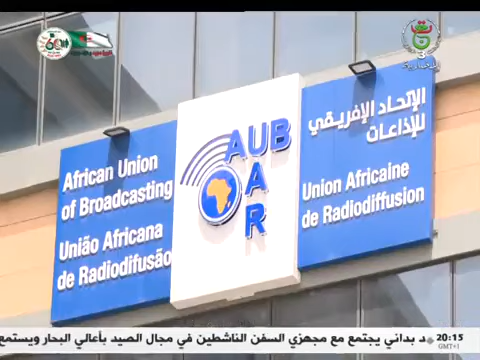 African Union
of Broadcasting
União Africana
de Radiodifusão
AUB
A
R
الإتحاد الإفريقي
للإذاعات
Union Africaine
de Radiodiffusion
60
بداني يجتمع مع مجهزي السفن الناشطين في مجال الصيد بأعالي البحار ويستمع
20:15
GMT+1